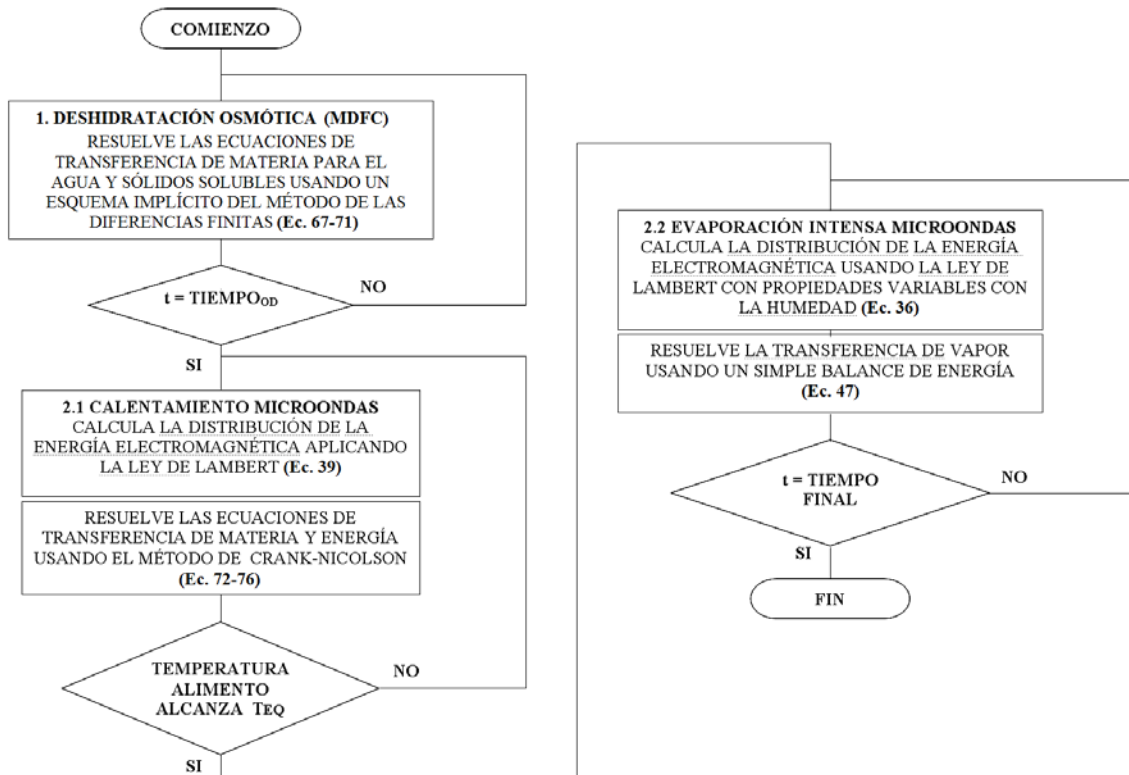 COMIENZO
1. DESHIDRATACIÓN OSMÓTICA (MDFC)
RESUELVE LAS ECUACIONES DE
TRANSFERENCIA DE MATERIA PARA EL
AGUA Y SÓLIDOS SOLUBLES USANDO UN
ESQUEMA IMPLÍCITO DEL MÉTODO DE LAS
DIFERENCIAS FINITAS (Ec. 67-71)
t = TIEMPOOD
NO
SI
2.1 CALENTAMIENTO MICROONDAS
CALCULA LA DISTRIBUCIÓN DE LA
ENERGÍA ELECTROMAGNÉTICA APLICANDO
LA LEY DE LAMBERT (Ec. 39)
RESUELVE LAS ECUACIONES DE
TRANSFERENCIA DE MATERIA Y ENERGÍA
USANDO EL MÉTODO DE CRANK-NICOLSON
(Ec. 72-76)
TEMPERATURA
ALIMENTO
ALCANZA TEQ
NO
SI
2.2 EVAPORACIÓN INTENSA MICROONDAS
CALCULA LA DISTRIBUCIÓN DE LA ENERGÍA
ELECTROMAGNÉTICA USANDO LA LEY DE
LAMBERT CON PROPIEDADES VARIABLES CON
LA HUMEDAD (Ec. 36)
RESUELVE LA TRANSFERENCIA DE VAPOR
USANDO UN SIMPLE BALANCE DE ENERGÍA
(Ec. 47)
t = TIEMPO
FINAL
NO
SI
FIN